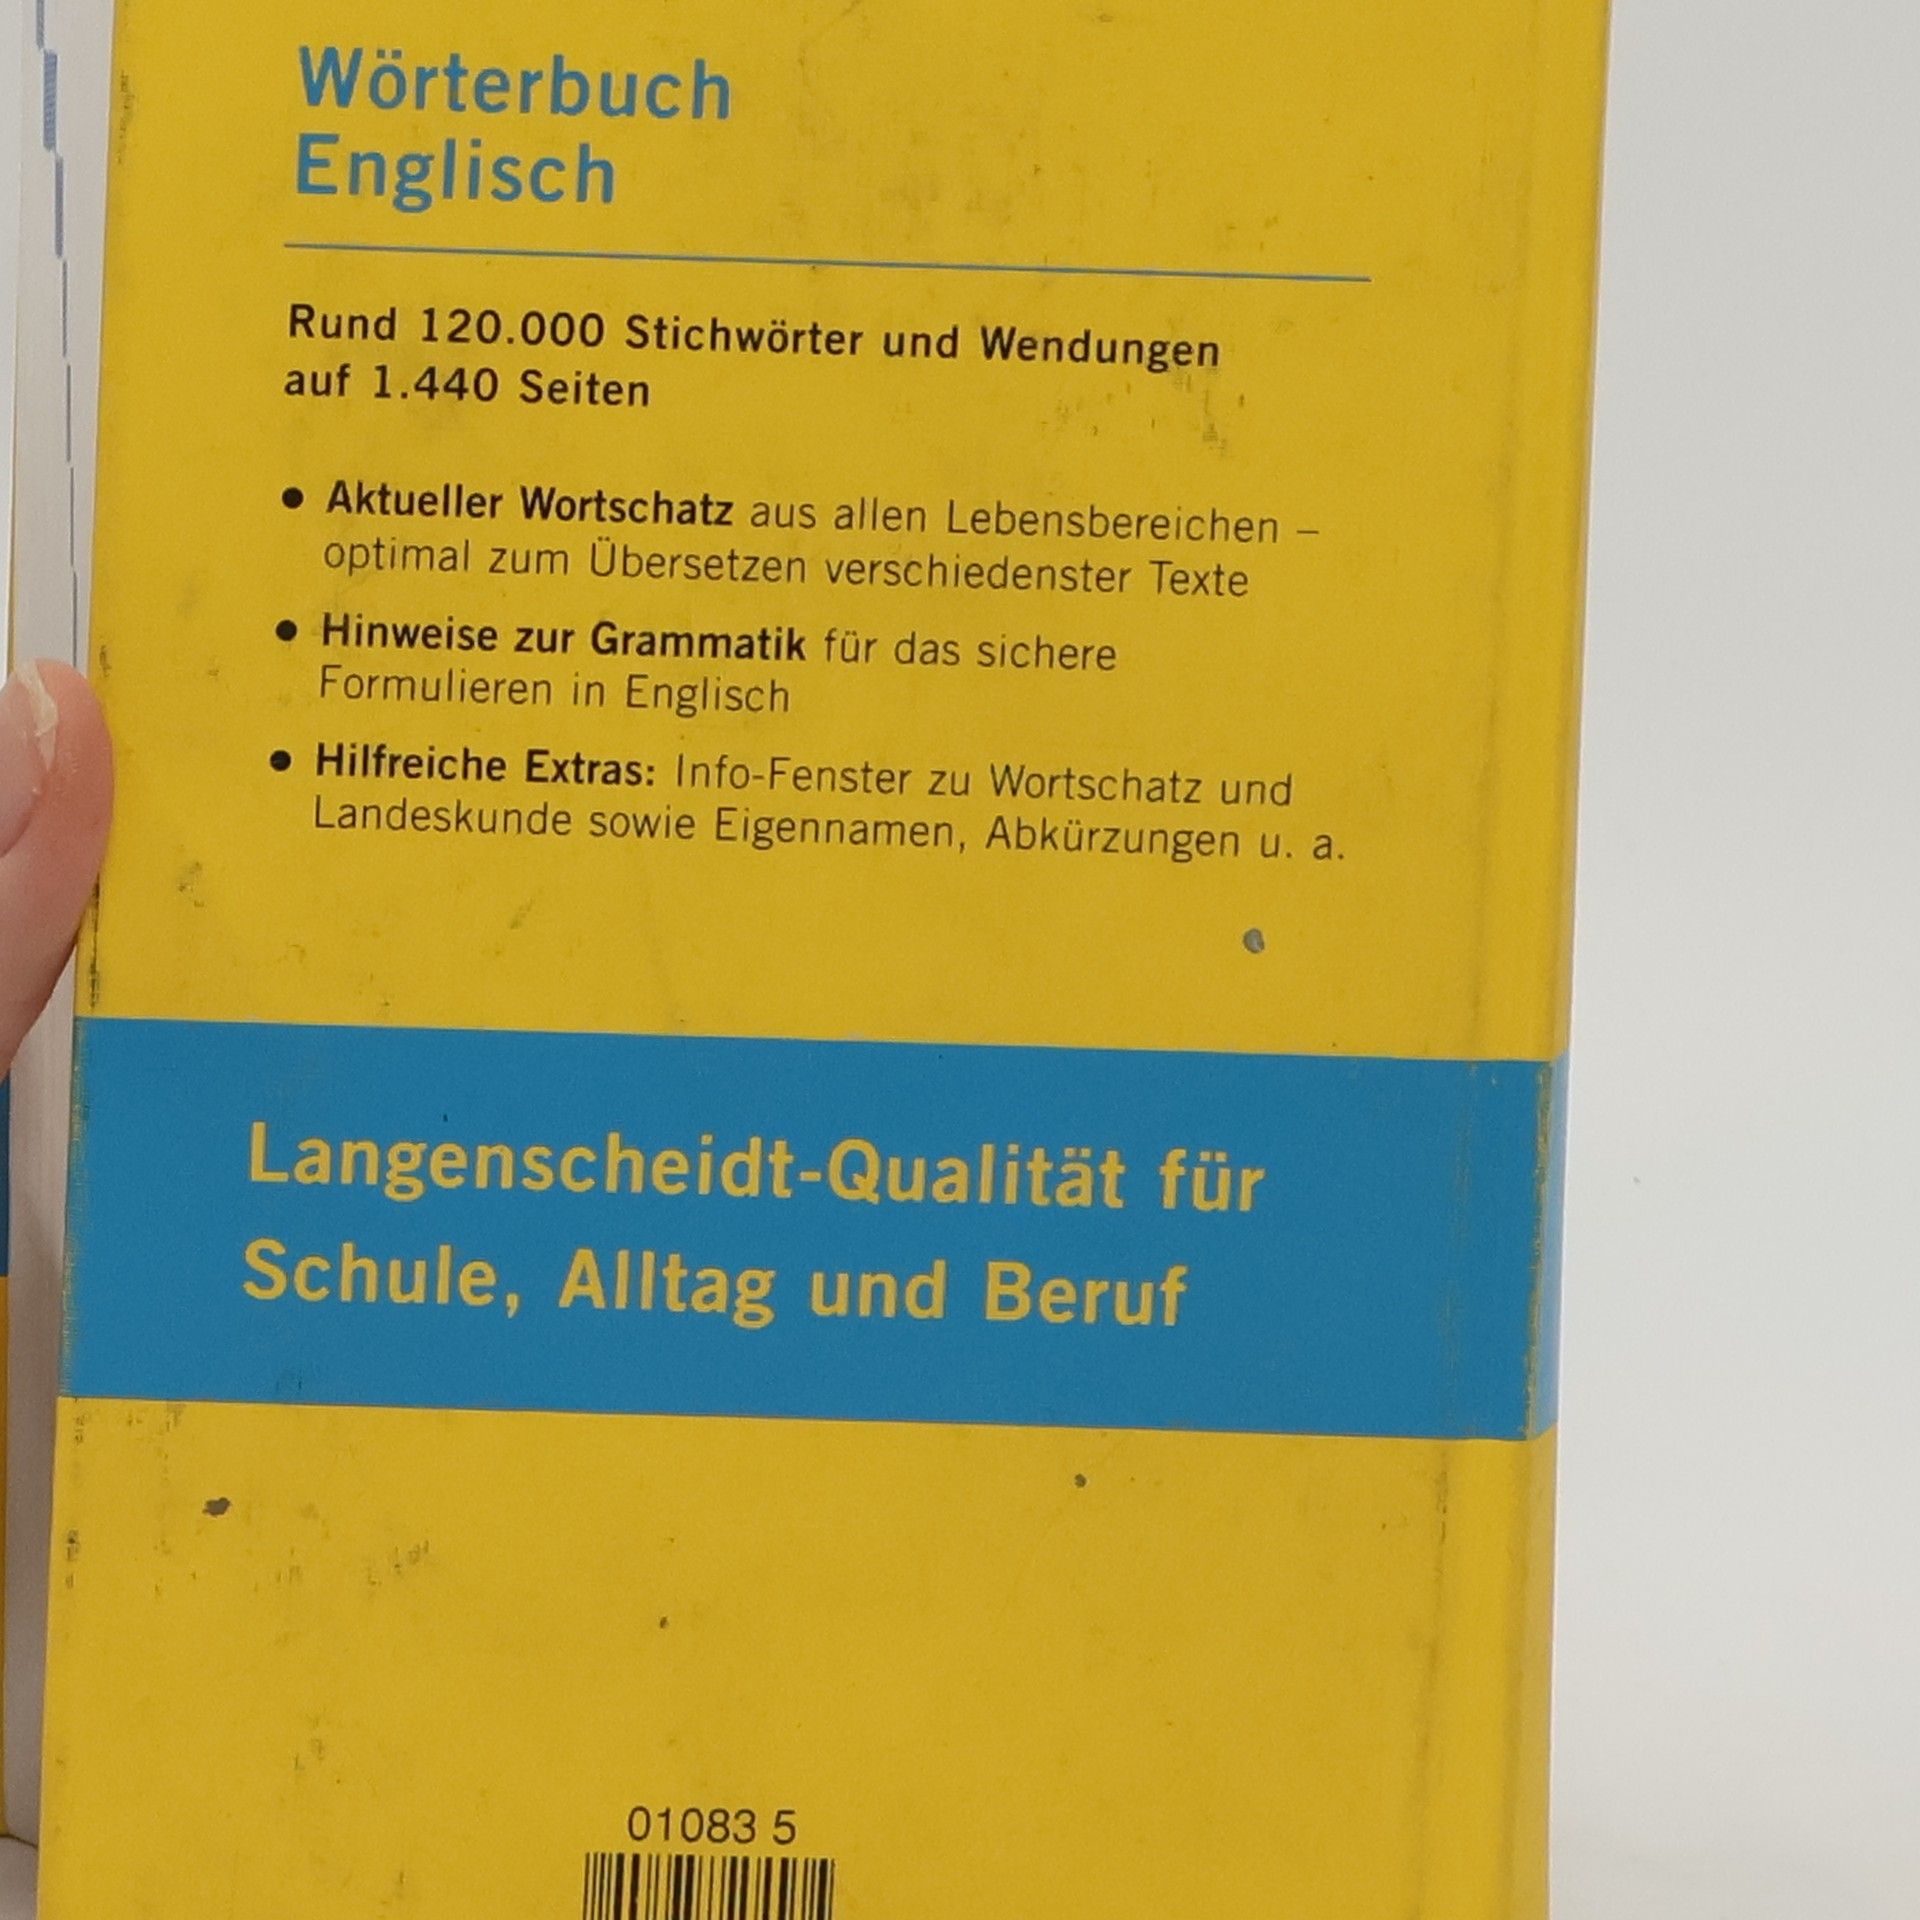 Wörterbuch
Englisch
Rund 120.000 Stichwörter und Wendungen
auf 1.440 Seiten
● Aktueller Wortschatz aus allen Lebensbereichen –
optimal zum Übersetzen verschiedenster Texte
● Hinweise zur Grammatik für das sichere
Formulieren in Englisch
● Hilfreiche Extras: Info-Fenster zu Wortschatz und
Landeskunde sowie Eigennamen, Abkürzungen u. a.
Langenscheidt-Qualität für
Schule, Alltag und Beruf
01083 5